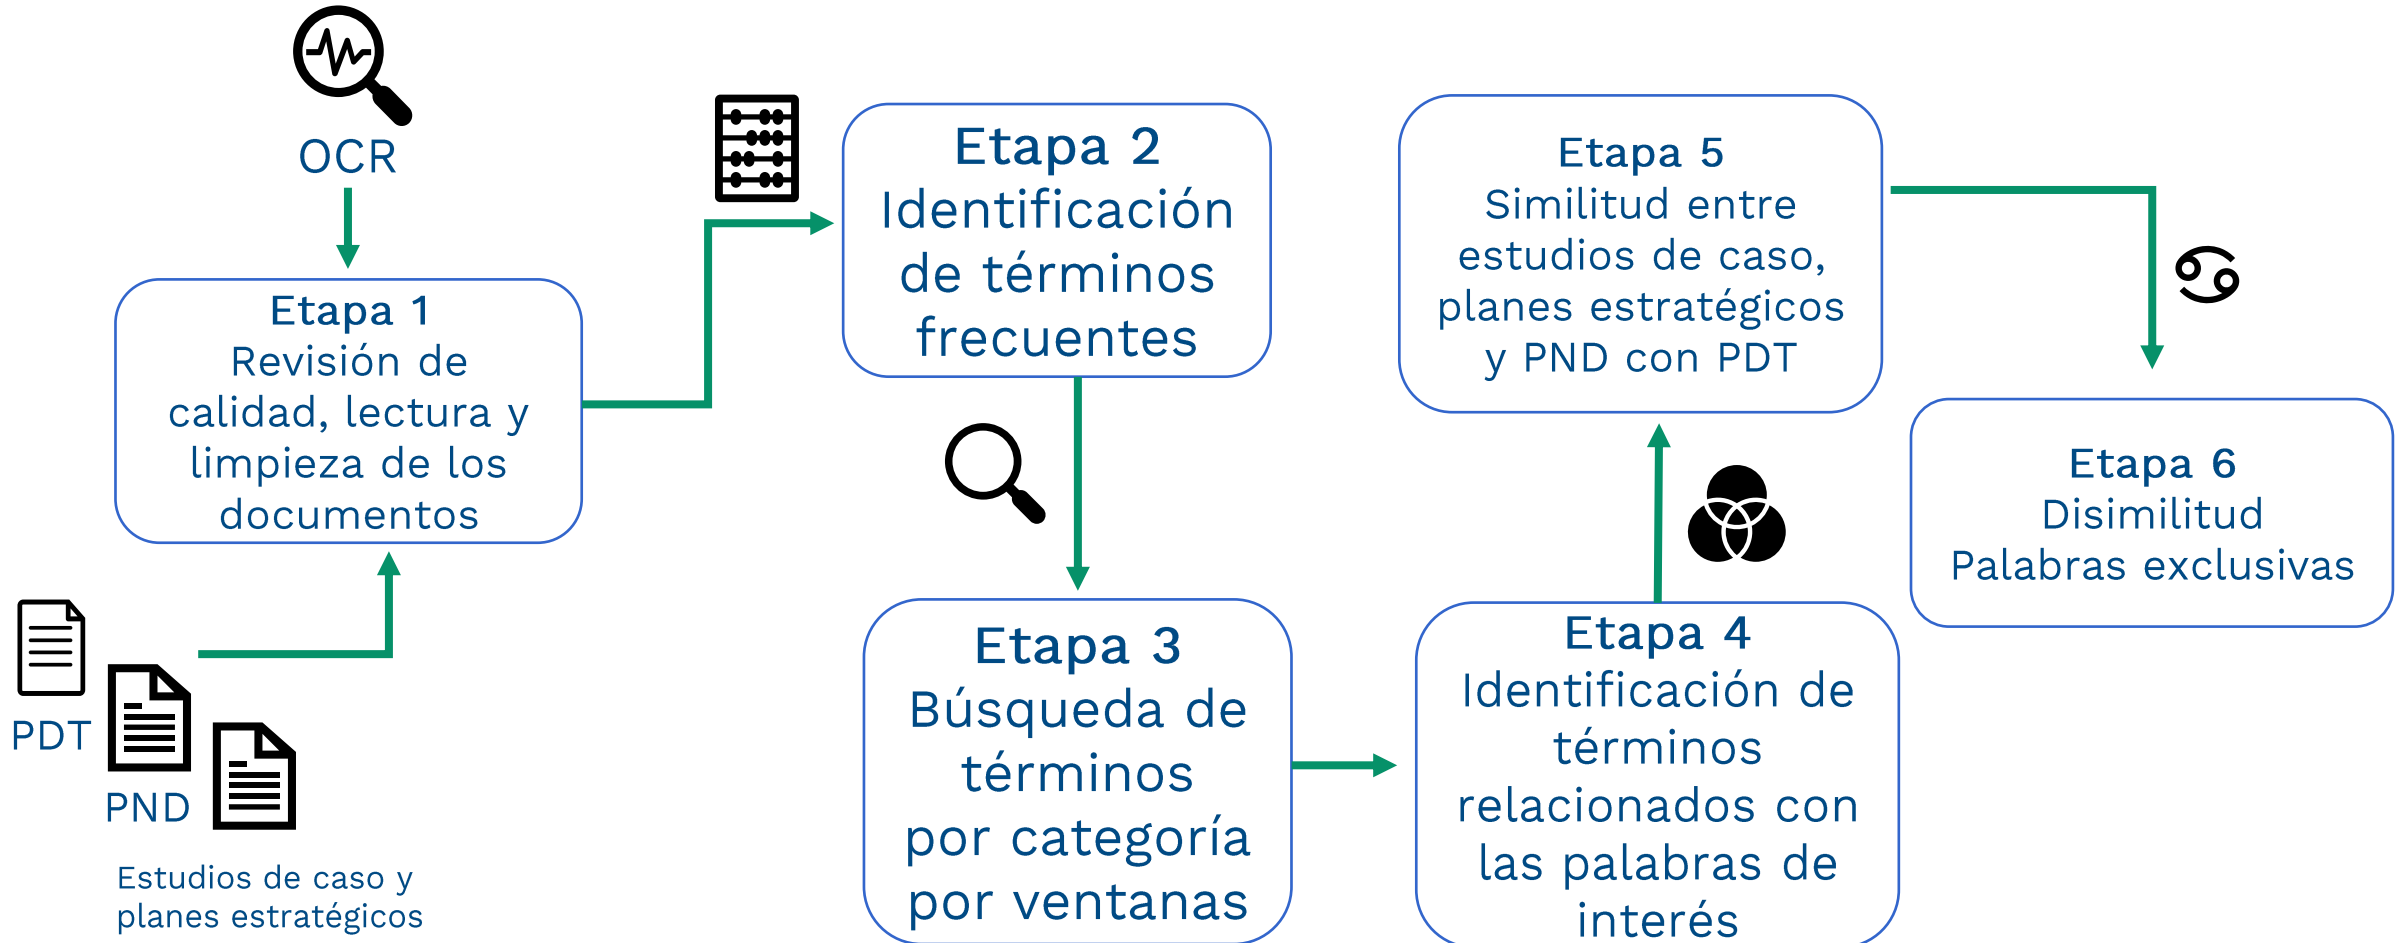 OCR
Etapa 1
Revisión de
calidad, lectura y
limpieza de los
documentos
PDT
PND
Estudios de caso y
planes estratégicos
Etapa 2
Identificación
de términos
frecuentes
Etapa 3
Búsqueda de
términos
por categoría
por ventanas
Etapa 4
Identificación de
términos
relacionados con
las palabras de
interés
Etapa 5
Similitud entre
estudios de caso,
planes estratégicos
y PND con PDT
Etapa 6
Disimilitud
Palabras exclusivas